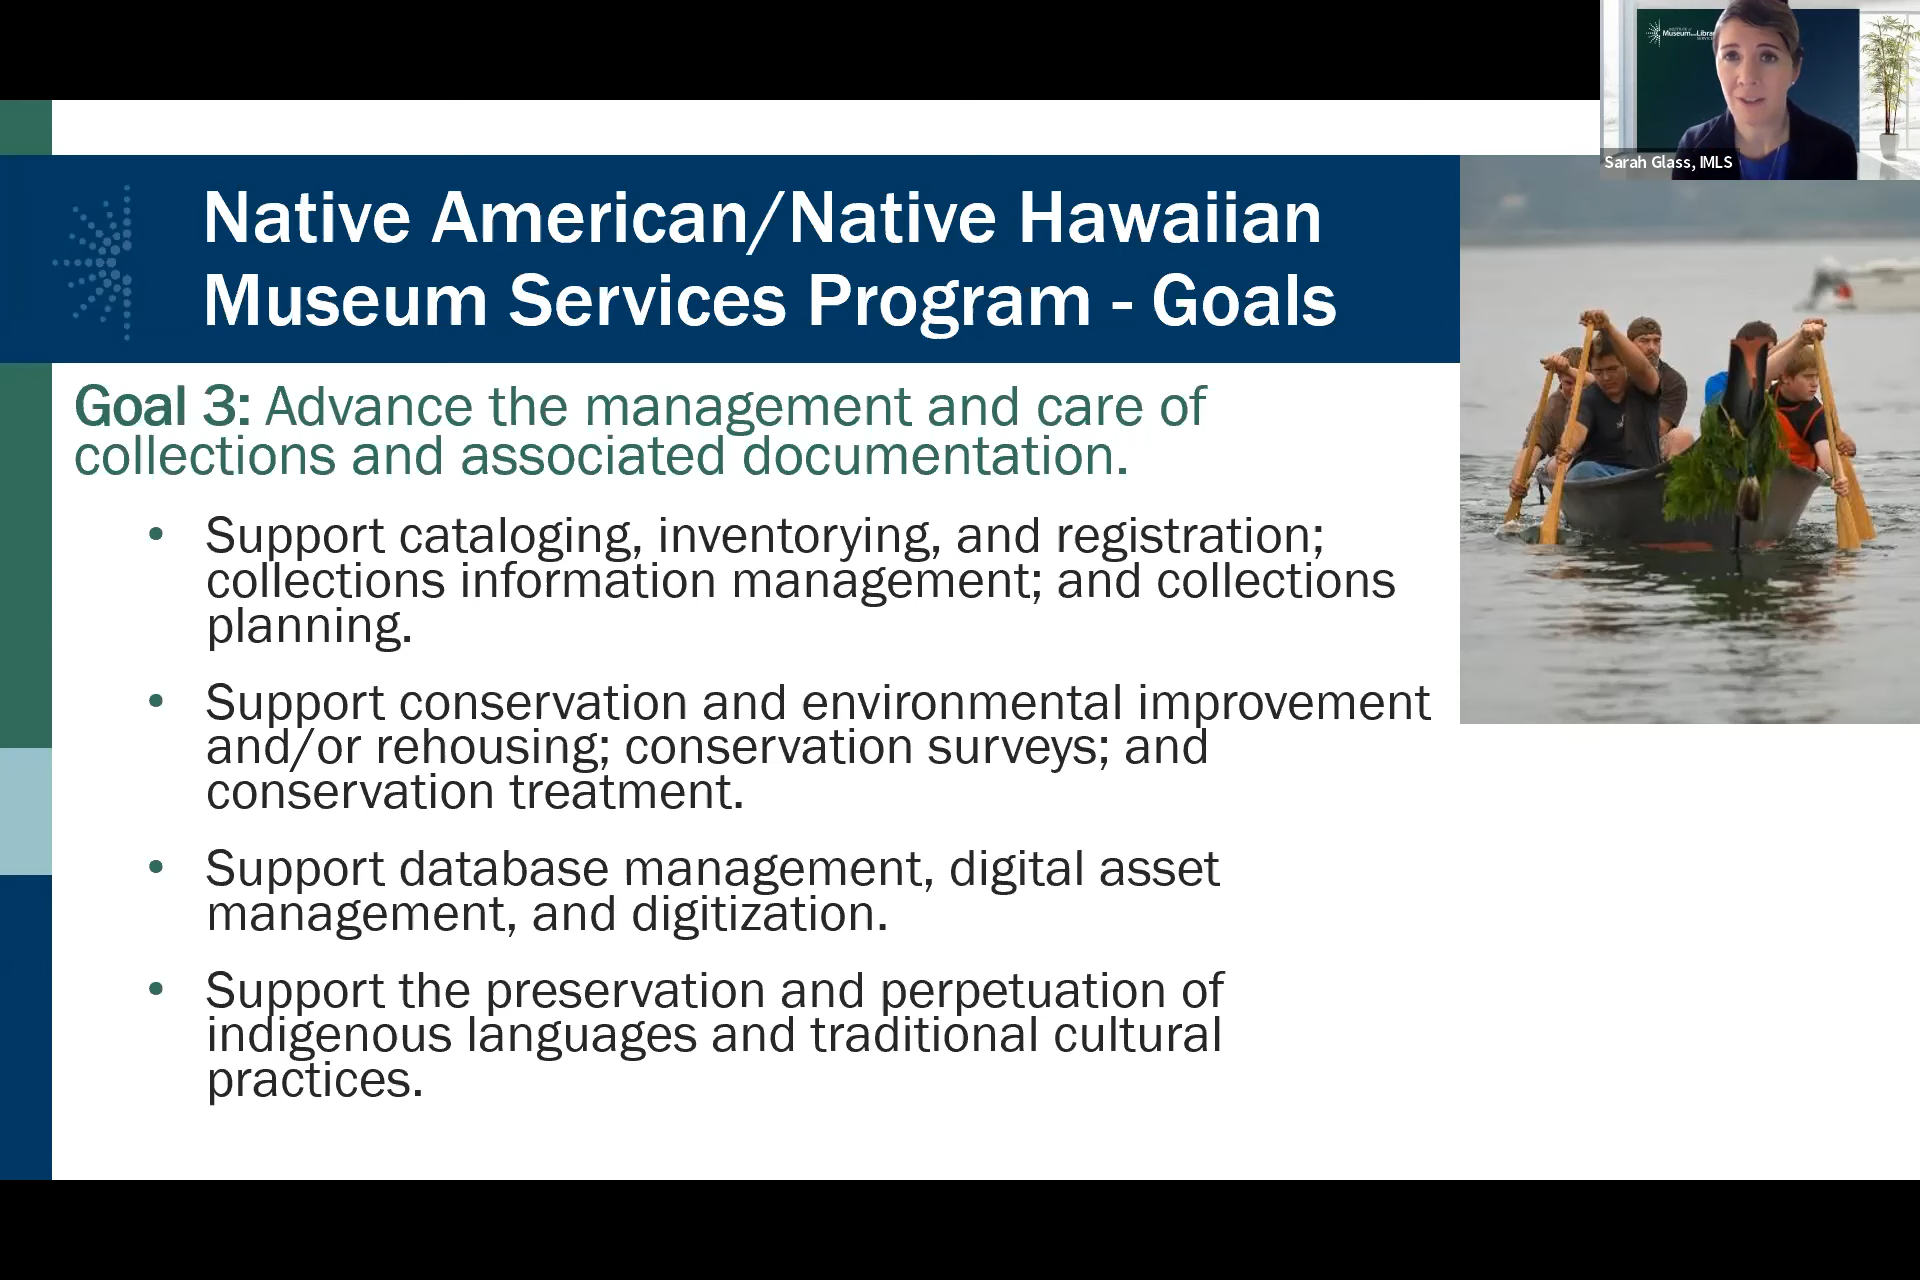 Museum and Library
Sarah Glass, IMLS
Native American/Native Hawaiian
Museum Services Program - Goals
Goal 3: Advance the management and care of
collections and associated documentation.
• Support cataloging, inventorying, and registration;
collections information management; and collections
planning.
• Support conservation and environmental improvement
and/or rehousing; conservation surveys; and
conservation treatment.
• Support database management, digital asset
management, and digitization.
• Support the preservation and perpetuation of
indigenous languages and traditional cultural
practices.